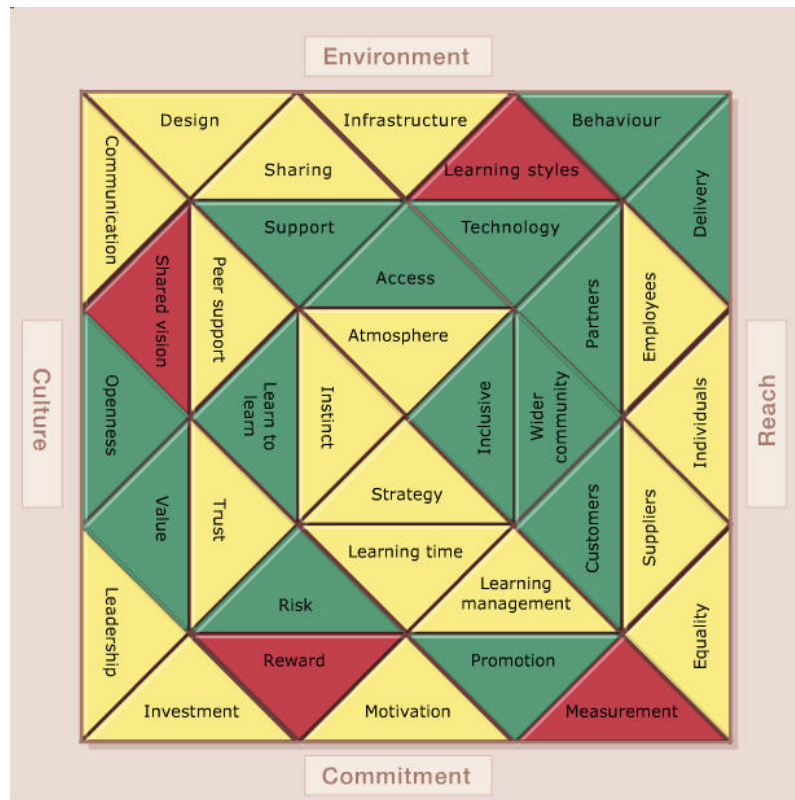 Environment
Design
Infrastructure
Behaviour
Communication
Sharing
Learning styles
Delivery
Support
Technology
Shared vision
Peer support
Access
Partners
Employees
Atmosphere
Culture
Openness
Learn to
learn
Instinct
Inclusive
Wider
community
Individuals
Reach
Value
Trust
Strategy
Customers
Suppliers
Learning time
Learning
management
Leadership
Risk
Equality
Reward
Promotion
Investment
Motivation
Measurement
Commitment